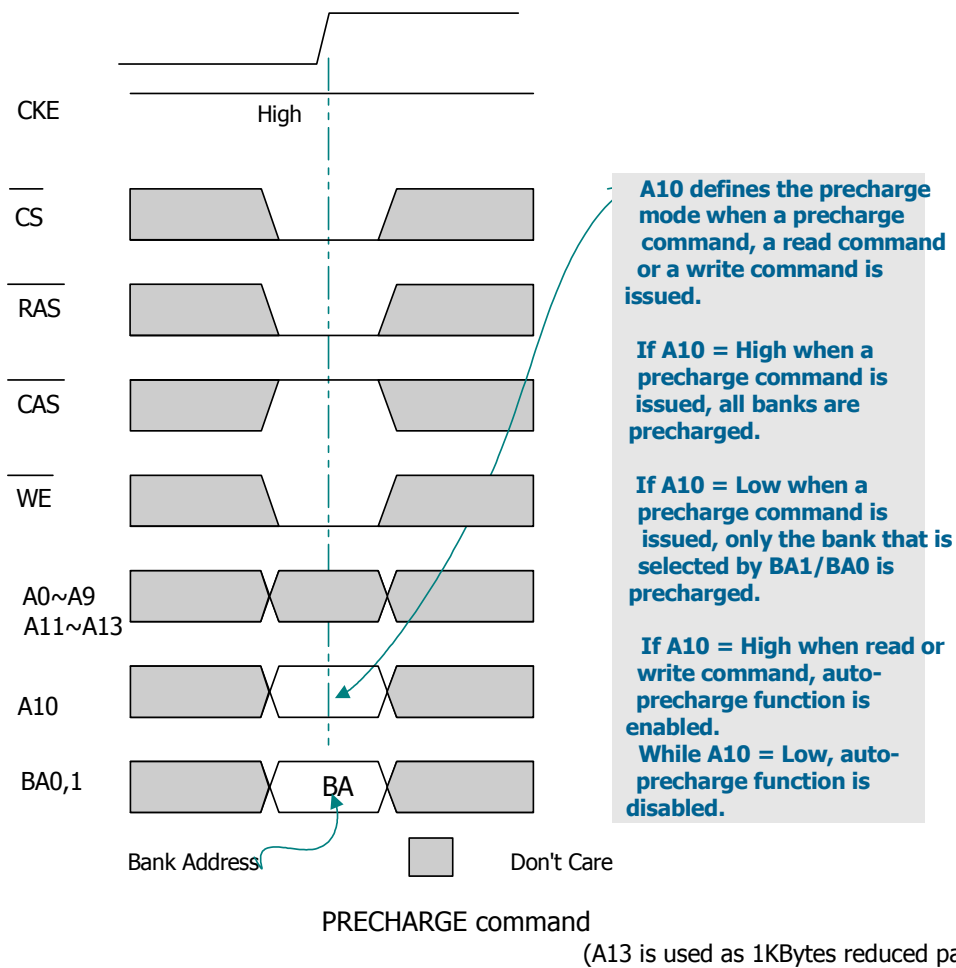 CKE
High
CS
RAS
CAS
WE
A0~A9
A11~A13
A10
BA0,1
BA
Bank Address
Don't Care
A10 defines the precharge
mode when a precharge
command, a read command
or a write command is
issued.
If A10 = High when a
precharge command is
issued, all banks are
precharged.
If A10 = Low when a
precharge command is
issued, only the bank that is
selected by BA1/BA0 is
precharged.
If A10 = High when read or
write command, auto-
precharge function is
enabled.
While A10 = Low, auto-
precharge function is
disabled.
PRECHARGE command
(A13 is used as 1KBytes reduced